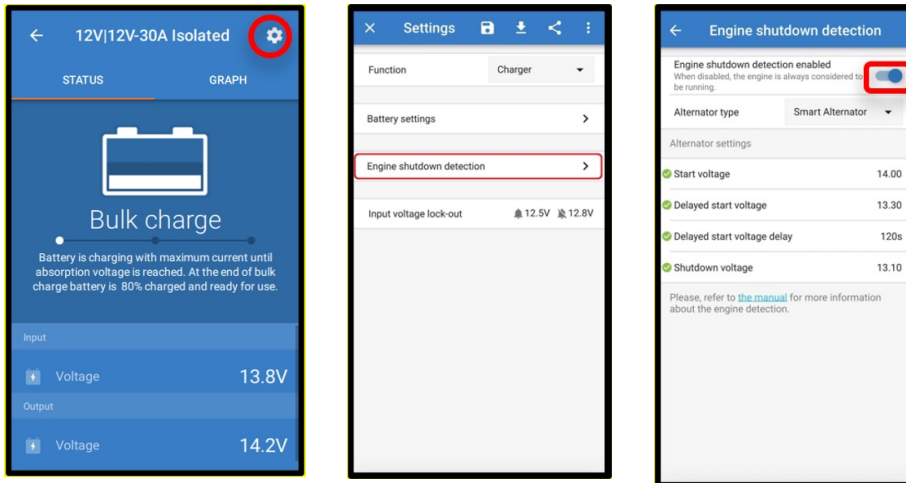 12V|12V-30A Isolated
STATUS
GRAPH
Bulk charge
Battery is charging with maximum current until
absorption voltage is reached. At the end of bulk
charge battery is 80% charged and ready for use.
Input
Voltage 13.8V
Output
Voltage 14.2V
Settings
Function Charger
Battery settings
Engine shutdown detection
Input voltage lock-out 12.5V 12.8V
Engine shutdown detection
Engine shutdown detection enabled
When disabled, the engine is always considered to
be running.
Alternator type Smart Alternator
Alternator settings
Start voltage 14.00
Delayed start voltage 13.30
Delayed start voltage delay 120s
Shutdown voltage 13.10
Please, refer to the manual for more information
about the engine detection.